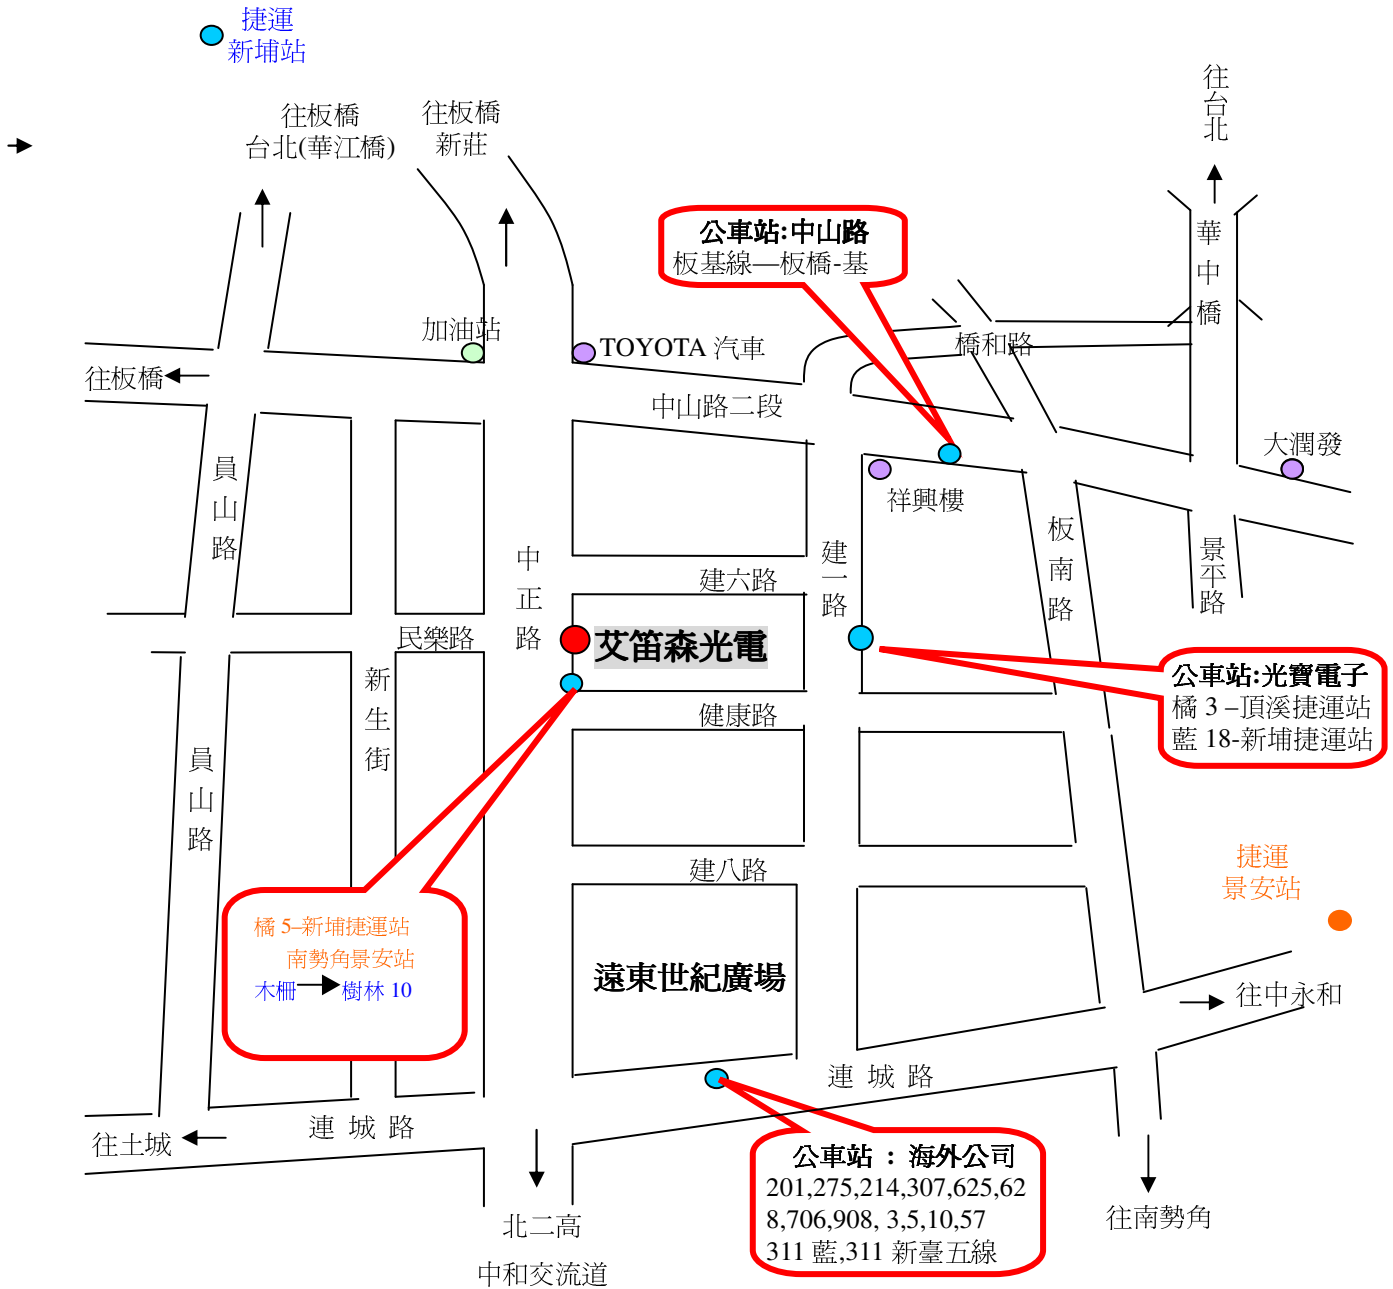 捷運
新埔站
往板橋
台北(華江橋)
往板橋
新莊
往台北
華中橋
公車站:中山路
板基線—板橋-基
加油站
TOYOTA 汽車
橋和路
往板橋
中山路二段
大潤發
員山路
祥興樓
中正路
建一路
板南路
景平路
建六路
民樂路
艾笛森光電
新生街
健康路
公車站:光寶電子
橘 3 –頂溪捷運站
藍 18-新埔捷運站
員山路
建八路
捷運
景安站
橘 5–新埔捷運站
南勢角景安站
木柵
樹林 10
遠東世紀廣場
往中永和
連城路
連城路
往土城
公車站 : 海外公司
201,275,214,307,625,62
8,706,908, 3,5,10,57
311 藍,311 新臺五線
北二高
中和交流道
往南勢角